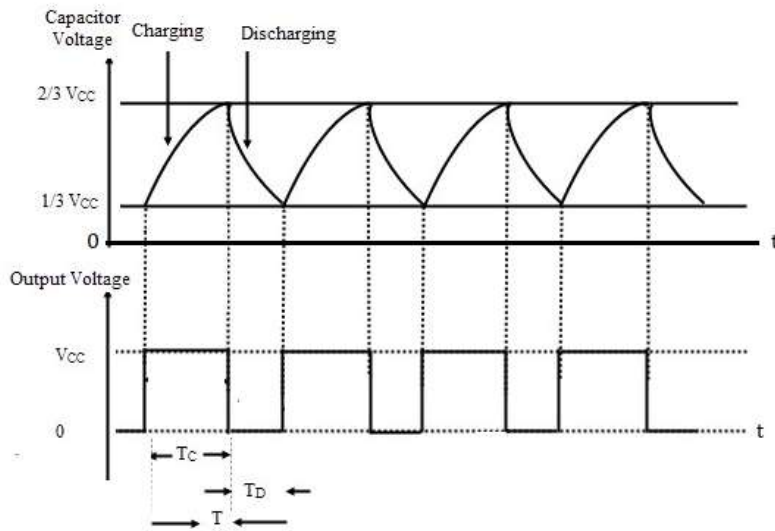 Capacitor
Voltage
Charging
Discharging
2/3 VCC
1/3 VCC
0
t
Output Voltage
VCC
0
t
TC
TD
T